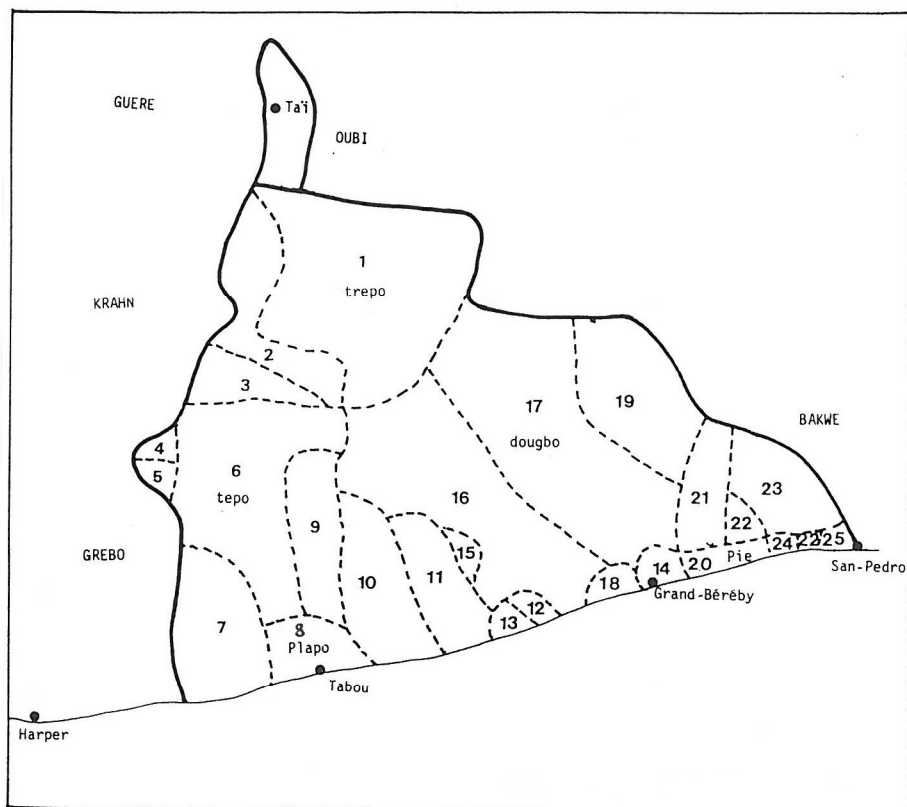 GUERE
Taï
OUBI
1
trepo
KRAHN
2
3
17
19
dougbo
BAKWE
4
5
6
tepo
16
21
23
9
22
GREBO
15
Pie
24
22
25
San-Pedro
10
11
14
20
18
Grand-Béréby
12
13
7
8
Plapo
Tabou
Harper